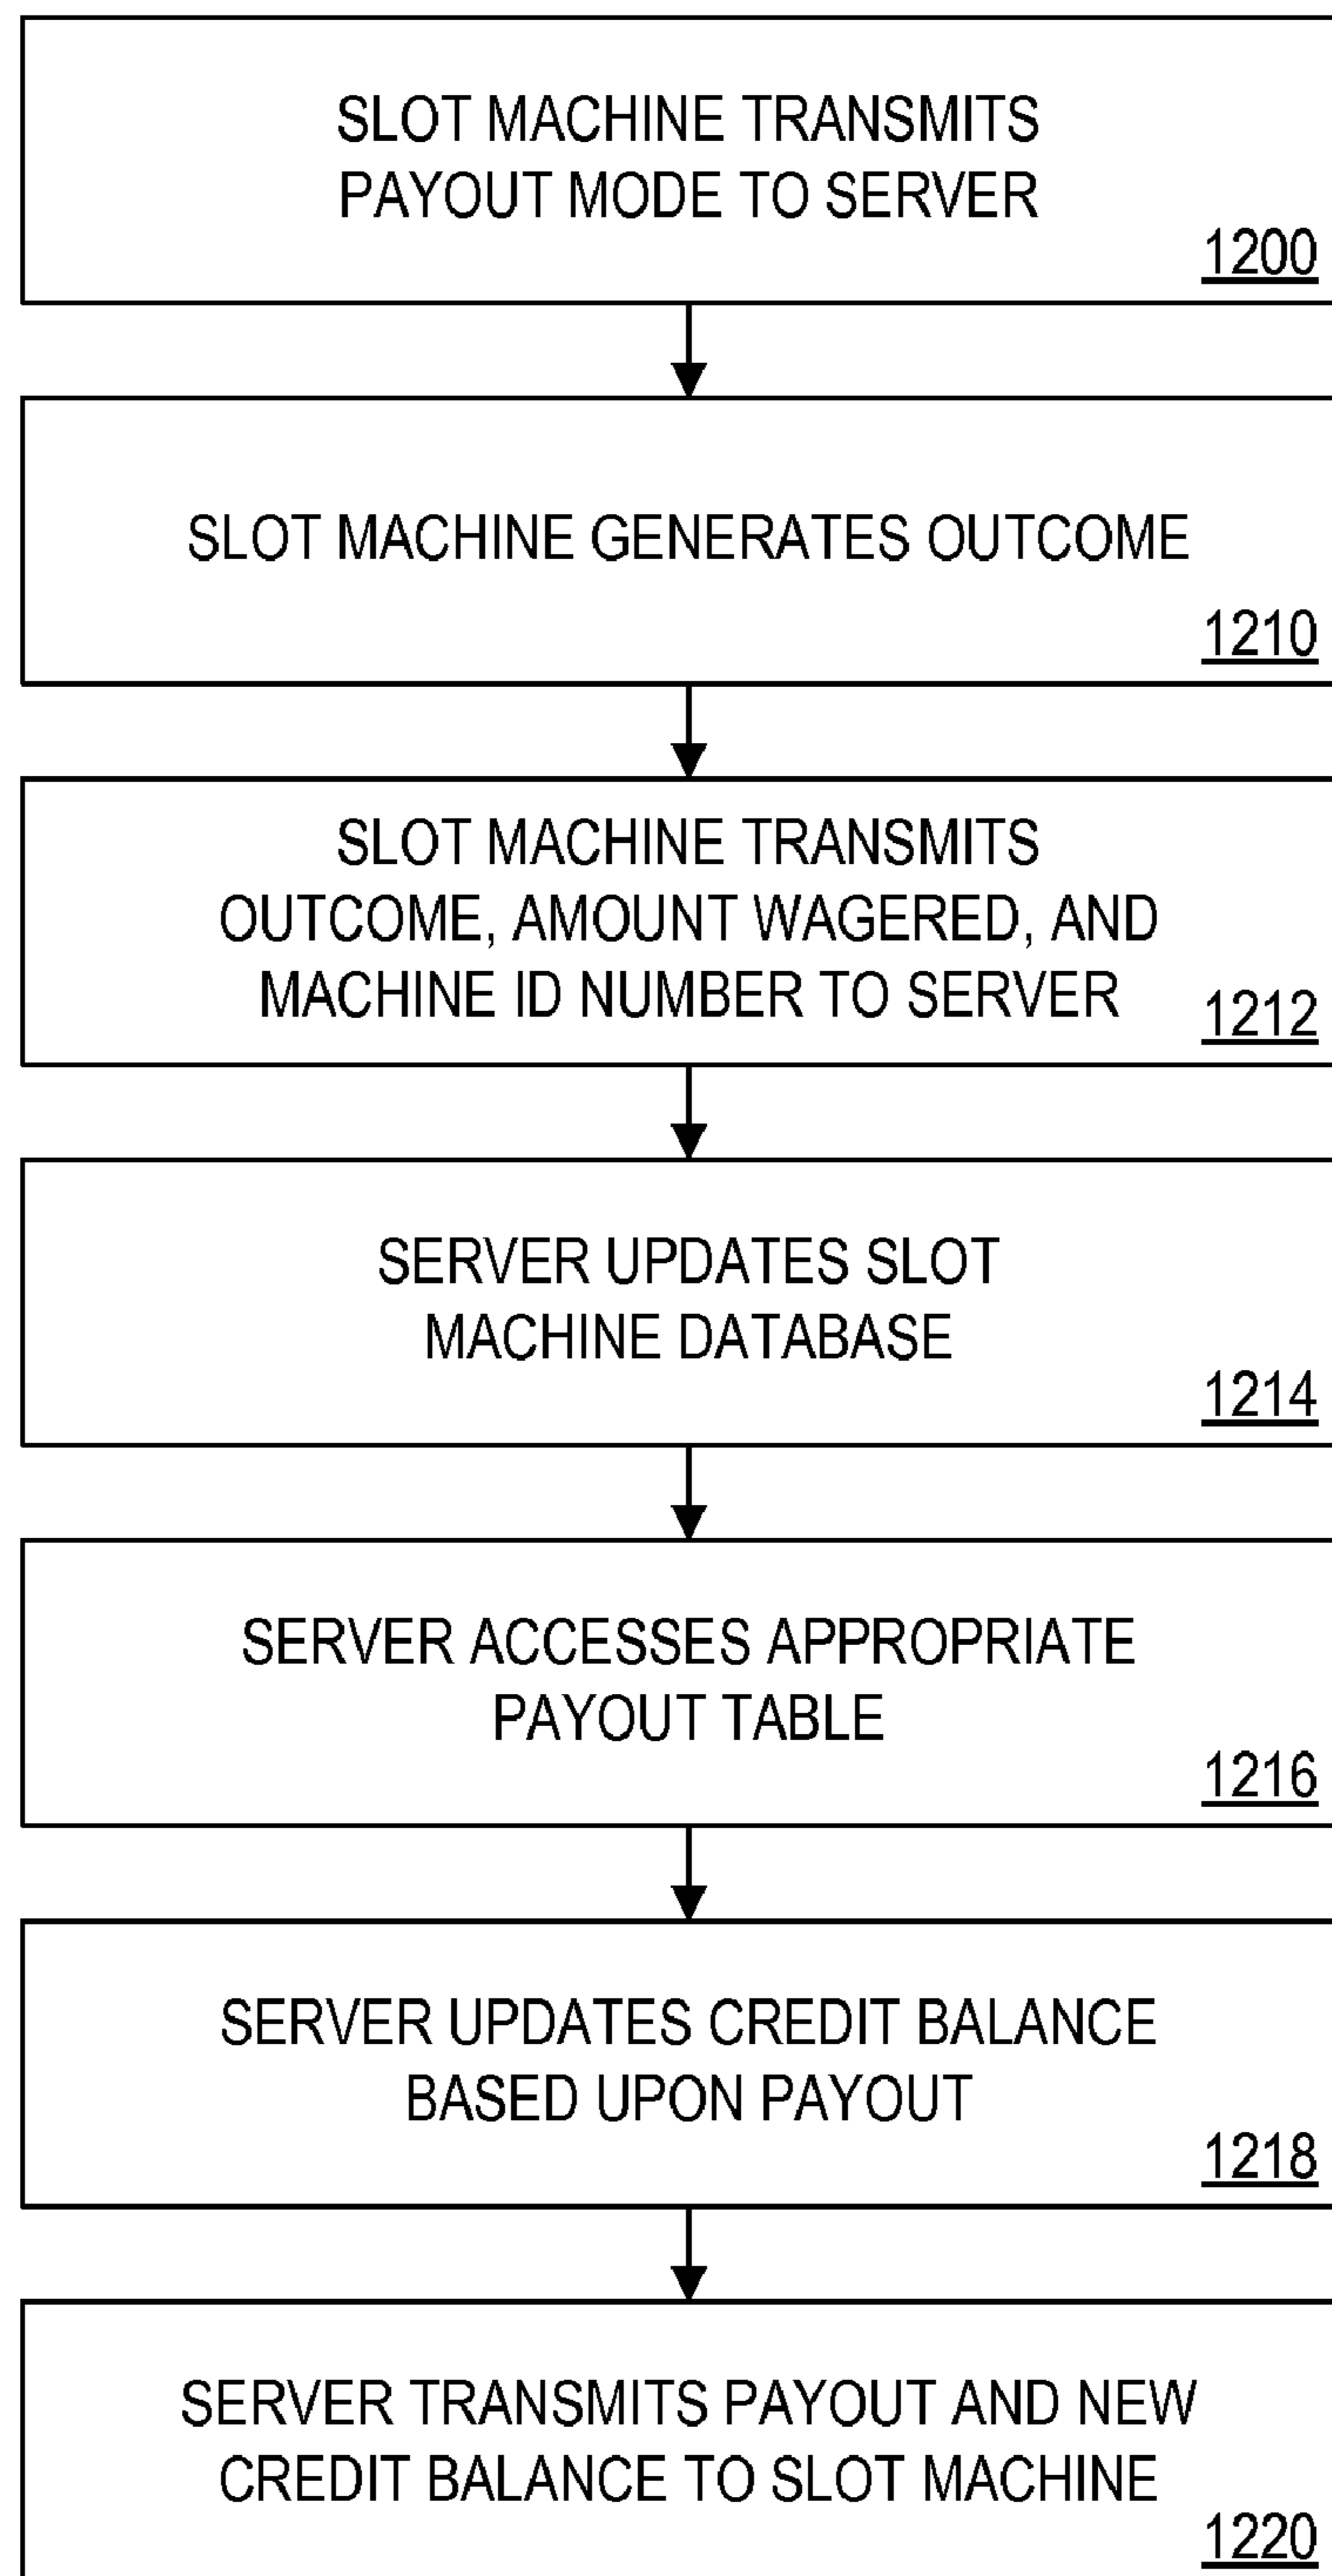 SLOT MACHINE TRANSMITS
PAYOUT MODE TO SERVER
1200
SLOT MACHINE GENERATES OUTCOME
1210
SLOT MACHINE TRANSMITS
OUTCOME, AMOUNT WAGERED, AND
MACHINE ID NUMBER TO SERVER
1212
SERVER UPDATES SLOT
MACHINE DATABASE
1214
SERVER ACCESSES APPROPRIATE
PAYOUT TABLE
1216
SERVER UPDATES CREDIT BALANCE
BASED UPON PAYOUT
1218
SERVER TRANSMITS PAYOUT AND NEW
CREDIT BALANCE TO SLOT MACHINE
1220